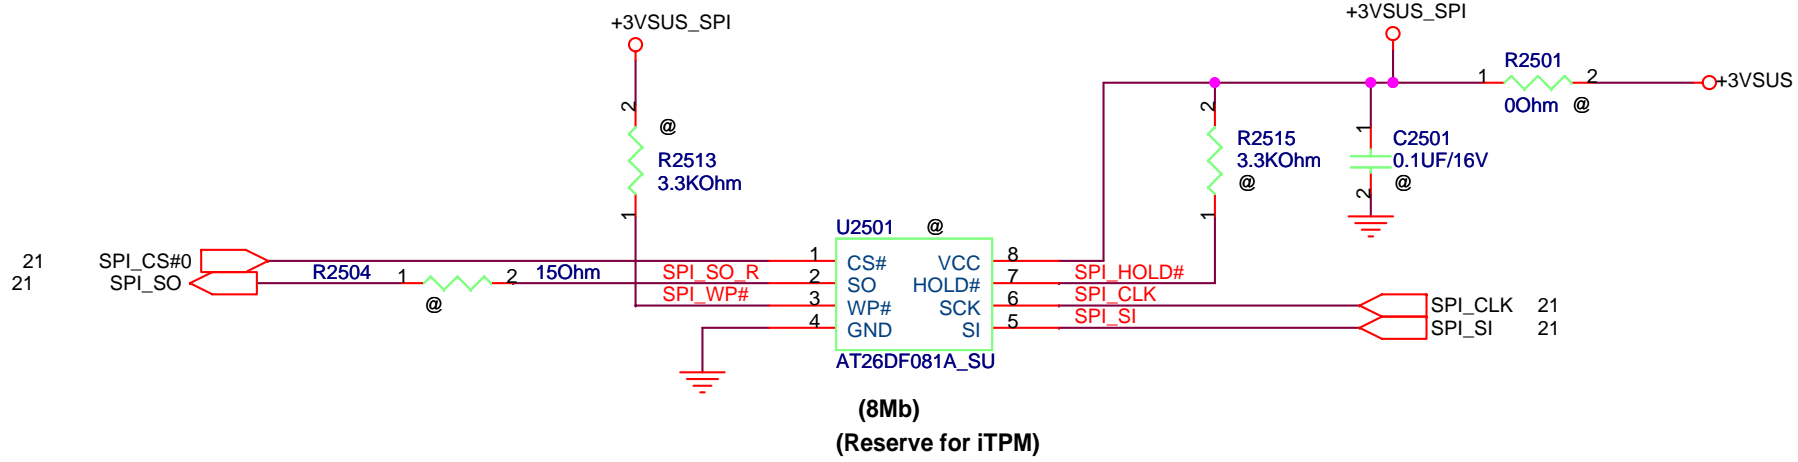 +3VSUS_SPI
+3VSUS_SPI
R2501
1 2
+3VSUS
0Ohm @
2
@
R2513
3.3KOhm
1
2
R2515
3.3KOhm
@
1
1
C2501
0.1UF/16V
@
2
U2501 @
21 SPI_CS#0
1 CS#
VCC 8
21 SPI_SO
R2504 1 2 15Ohm
@
SPI_SO_R 2 SO
HOLD# 7 SPI_HOLD#
SPI_WP# 3 WP#
SCK 6 SPI_CLK
SPI_CLK 21
4 GND
SI 5 SPI_SI
SPI_SI 21
AT26DF081A_SU
(8Mb)
(Reserve for iTPM)